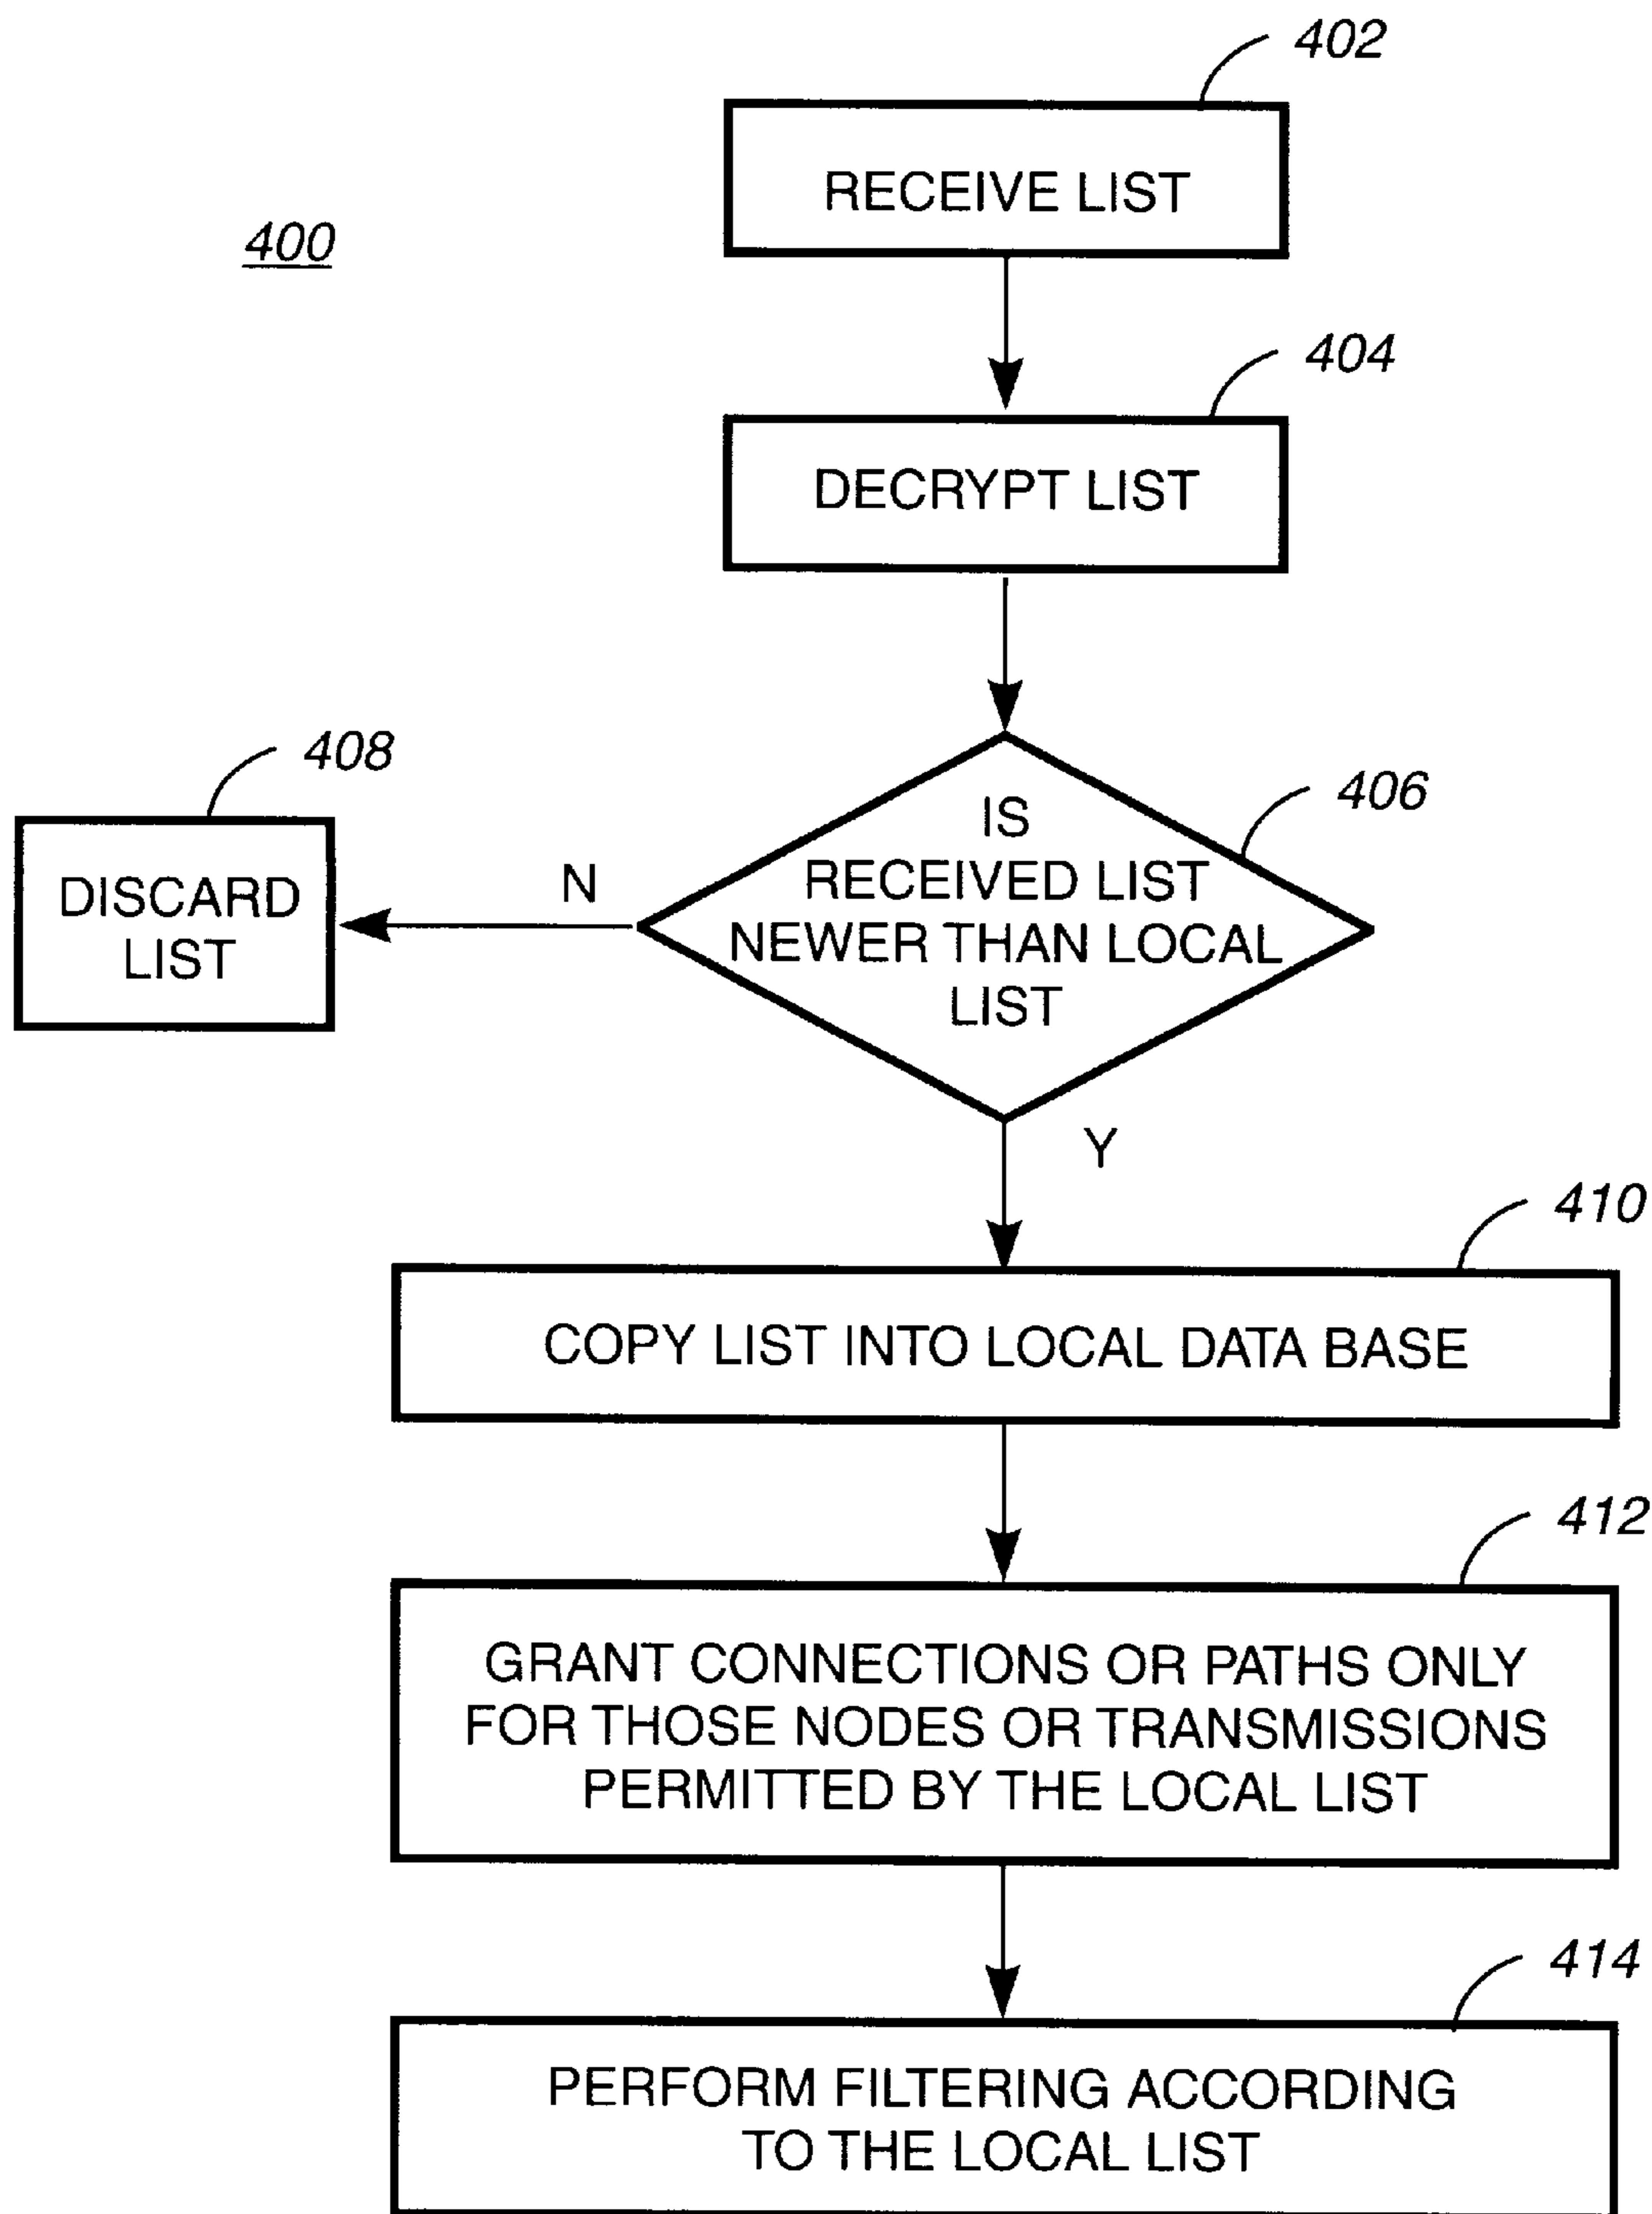 402
RECEIVE LIST
400
404
DECRYPT LIST
408
406
DISCARD
LIST
N
IS
RECEIVED LIST
NEWER THAN LOCAL
LIST
Y
410
COPY LIST INTO LOCAL DATA BASE
412
GRANT CONNECTIONS OR PATHS ONLY
FOR THOSE NODES OR TRANSMISSIONS
PERMITTED BY THE LOCAL LIST
414
PERFORM FILTERING ACCORDING
TO THE LOCAL LIST